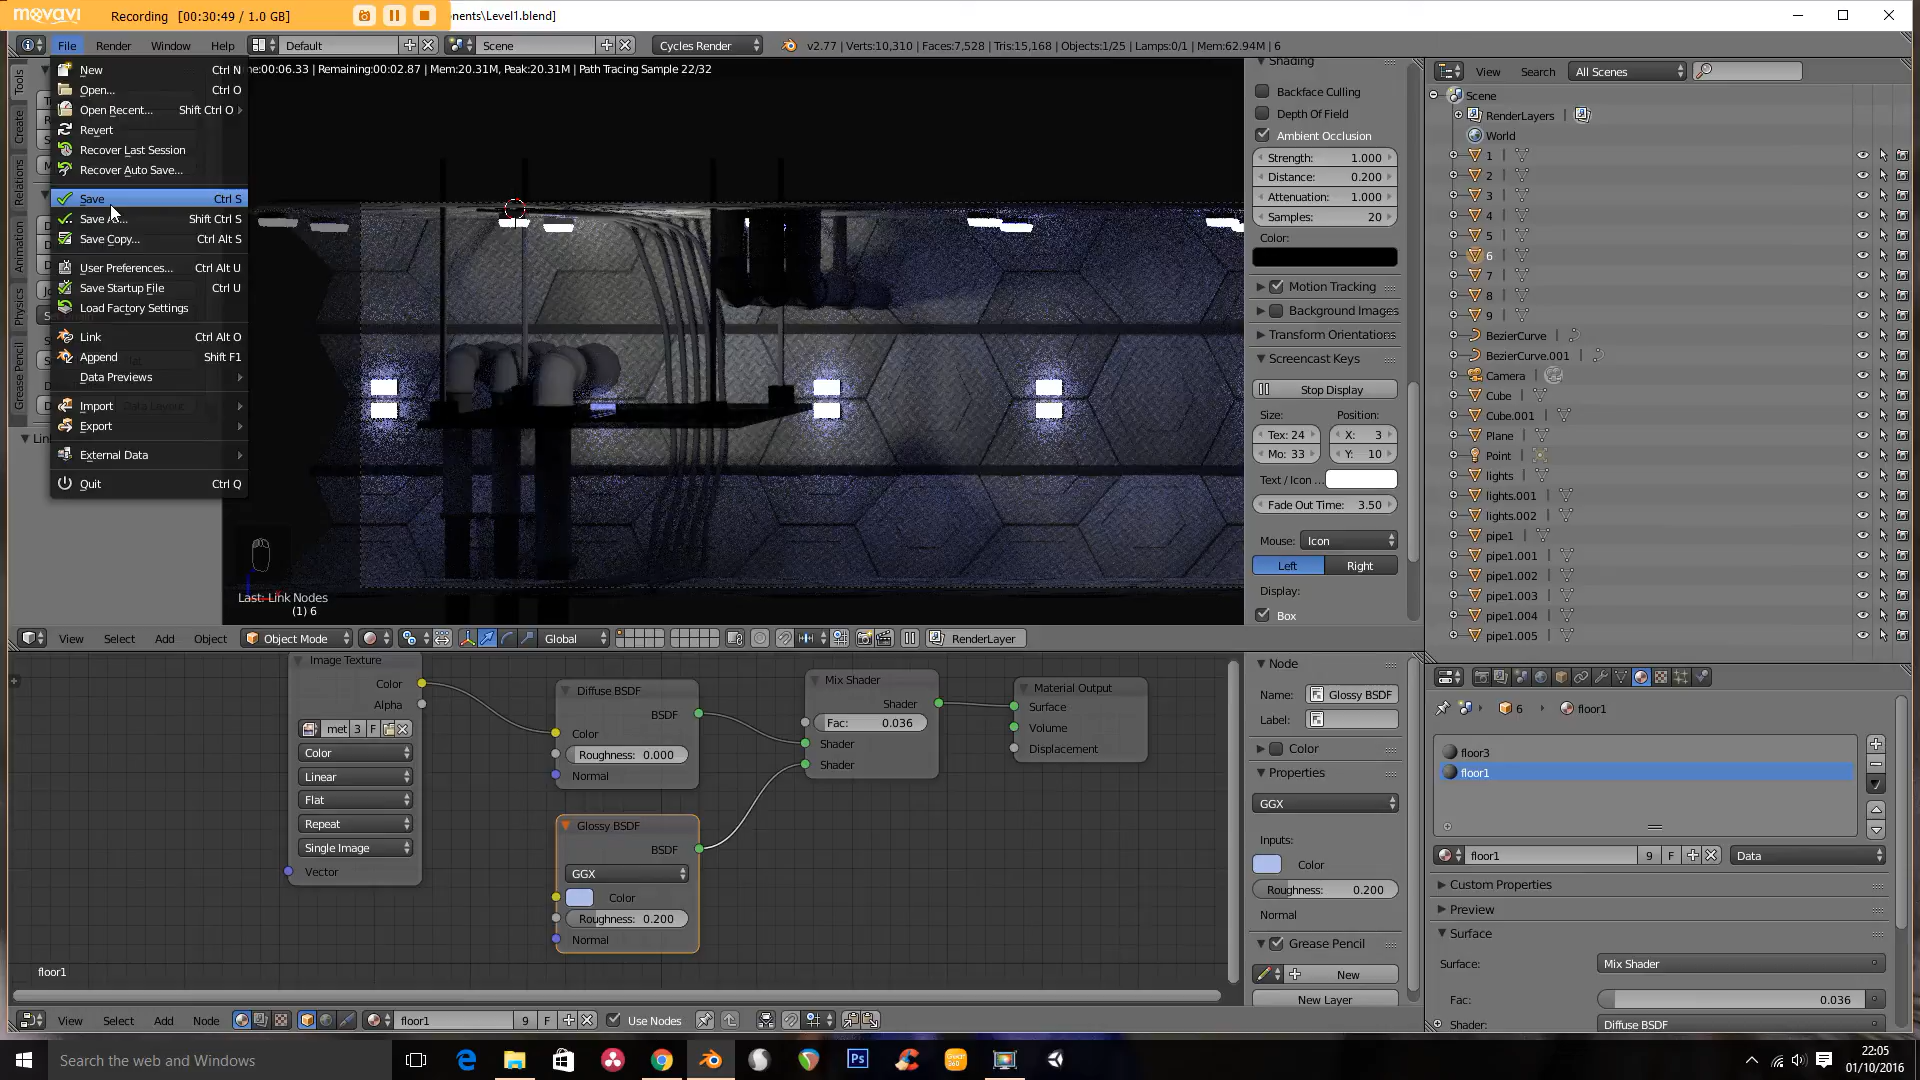 movavi Recording [00:30:49 / 1.0 GB] nents\Level1.blend]
File Render Window Help Default Scene Cycles Render v2.77 | Verts:10,310 | Faces:7,528 | Tris:15,168 | Objects:1/25 | Lamps:0/1 | Mem:62.94M | 6
ne:00:06.33 | Remaining:00:02.87 | Mem:20.31M, Peak:20.31M | Path Tracing Sample 22/32
New Ctrl N
Open... Ctrl O
Open Recent... Shift Ctrl O
Revert
Recover Last Session
Recover Auto Save...
Save Ctrl S
Save Shift Ctrl S
Save Copy... Ctrl Alt S
User Preferences... Ctrl Alt U
Save Startup File Ctrl U
Load Factory Settings
Link Ctrl Alt O
Append Shift F1
Data Previews
Import
Export
External Data
Quit Ctrl Q
Tools
Create
Relations
Animation
Physics
Grease Pencil
Last: Link Nodes
(1) 6
Shading
Backface Culling
Depth Of Field
Ambient Occlusion
Strength: 1.000
Distance: 0.200
Attenuation: 1.000
Samples: 20
Color:
Motion Tracking
Background Images
Transform Orientations
Screencast Keys
Stop Display
Size: Position:
Tex: 24 X: 3
Mo: 33 Y: 10
Text / Icon ...
Fade Out Time: 3.50
Mouse: Icon
Left Right
Display:
Box
View Search All Scenes
Scene
RenderLayers |
World
1 |
2 |
3 |
4 |
5 |
6 |
7 |
8 |
9 |
BezierCurve |
BezierCurve.001 |
Camera |
Cube |
Cube.001 |
Plane |
Point |
lights |
lights.001 |
lights.002 |
pipe1 |
pipe1.001 |
pipe1.002 |
pipe1.003 |
pipe1.004 |
pipe1.005 |
View Select Add Object Object Mode Global RenderLayer
Image Texture
Color
Alpha
met 3 F
Color
Linear
Flat
Repeat
Single Image
Vector
Diffuse BSDF
BSDF
Color
Roughness: 0.000
Normal
Glossy BSDF
BSDF
GGX
Color
Roughness: 0.200
Normal
Mix Shader
Shader
Fac: 0.036
Shader
Shader
Material Output
Surface
Volume
Displacement
floor1
View Select Add Node floor1 9 F Use Nodes
Node
Name: Glossy BSDF
Label:
Color
Properties
GGX
Inputs:
Color
Roughness: 0.200
Normal
Grease Pencil
New
New Layer
6 floor1
floor3
floor1
floor1 9 F Data
Custom Properties
Preview
Surface
Surface: Mix Shader
Fac: 0.036
Shader: Diffuse BSDF
Search the web and windows Ps 22:05
01/10/2016